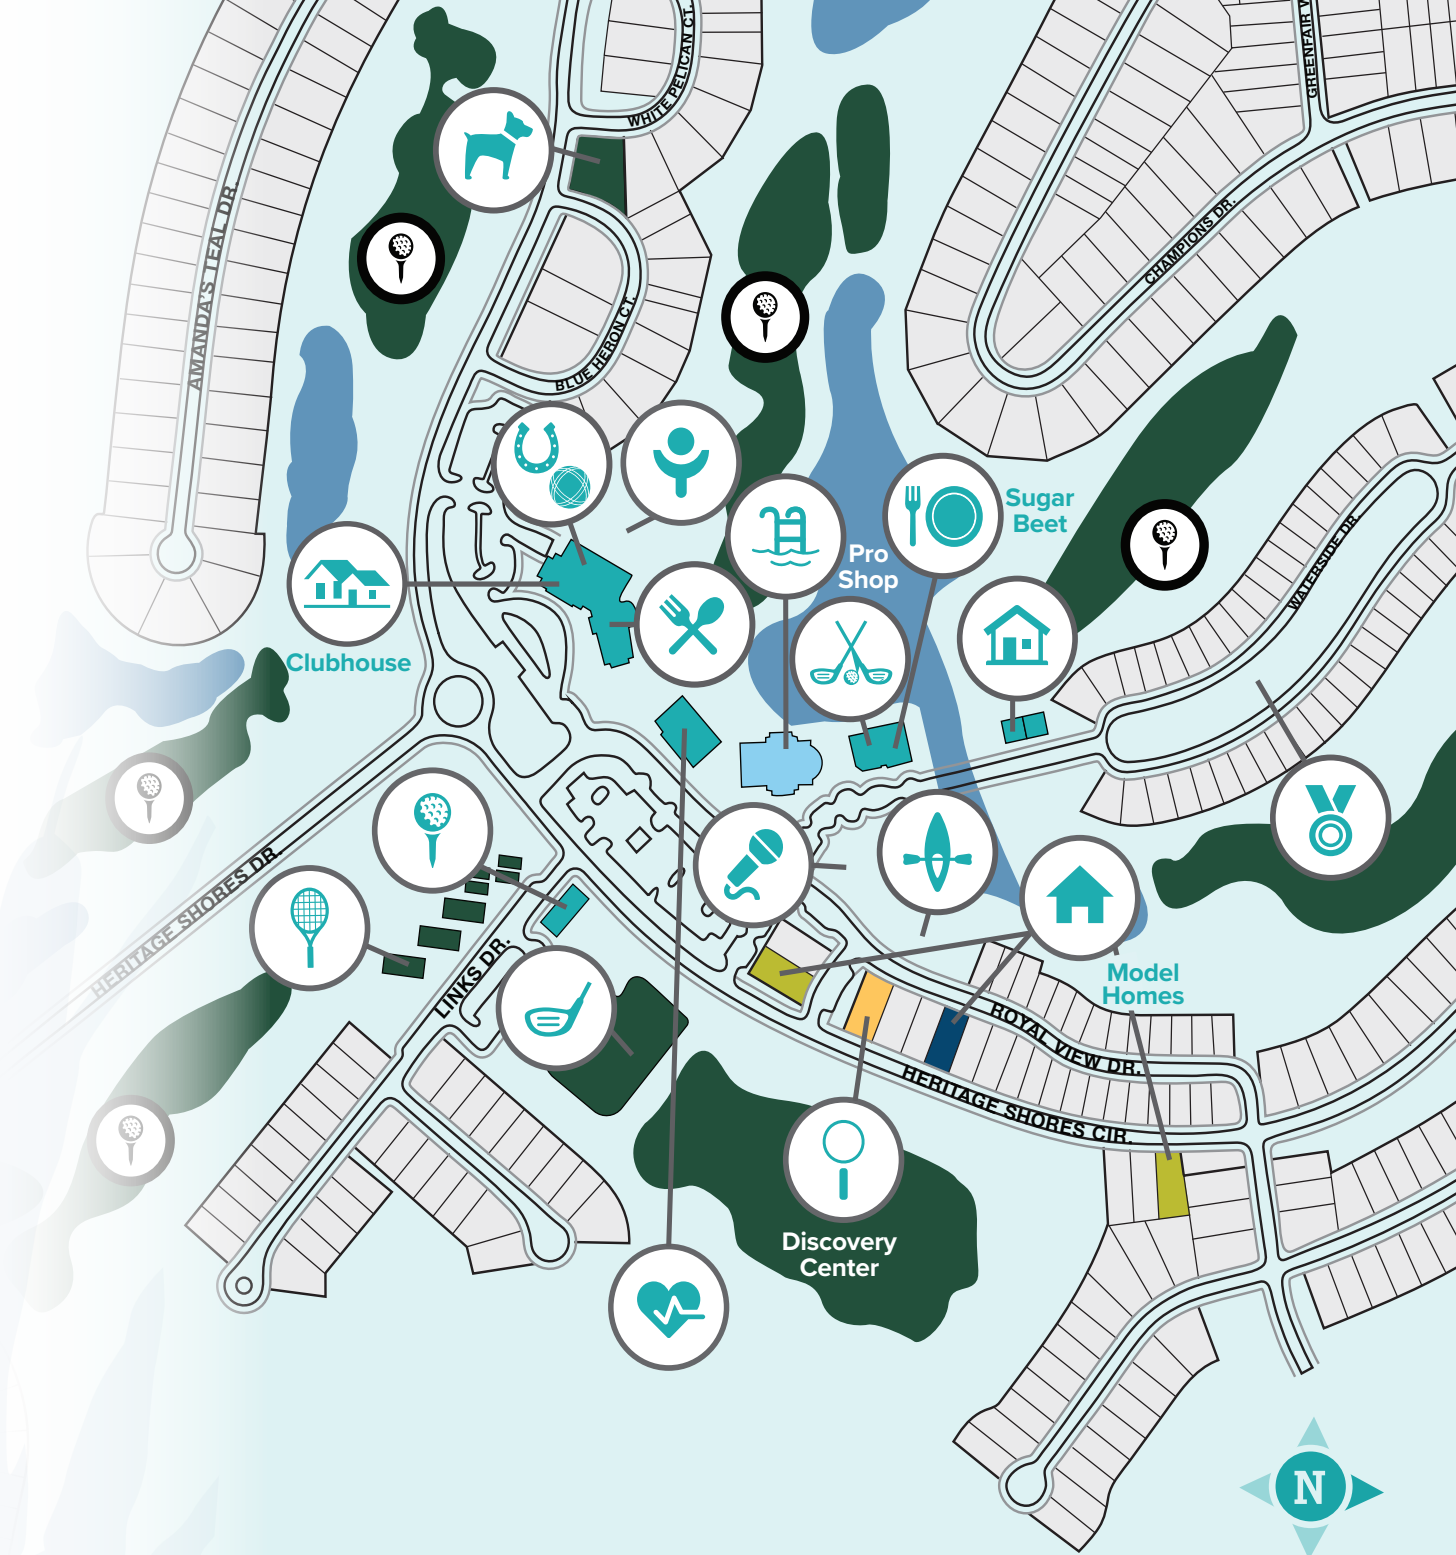 WHITE PELICAN CT.
GREENFAIR
AMANDA'S TEAL DR.
CHAMPIONS DR.
BLUE HERON CT.
Sugar
Beet
Pro
Shop
WATERSIDE DR
Clubhouse
HERITAGE SHORES DR.
LINKS DR.
Model
Homes
ROYAL VIEW DR.
HERITAGE SHORES CIR.
Discovery
Center
N